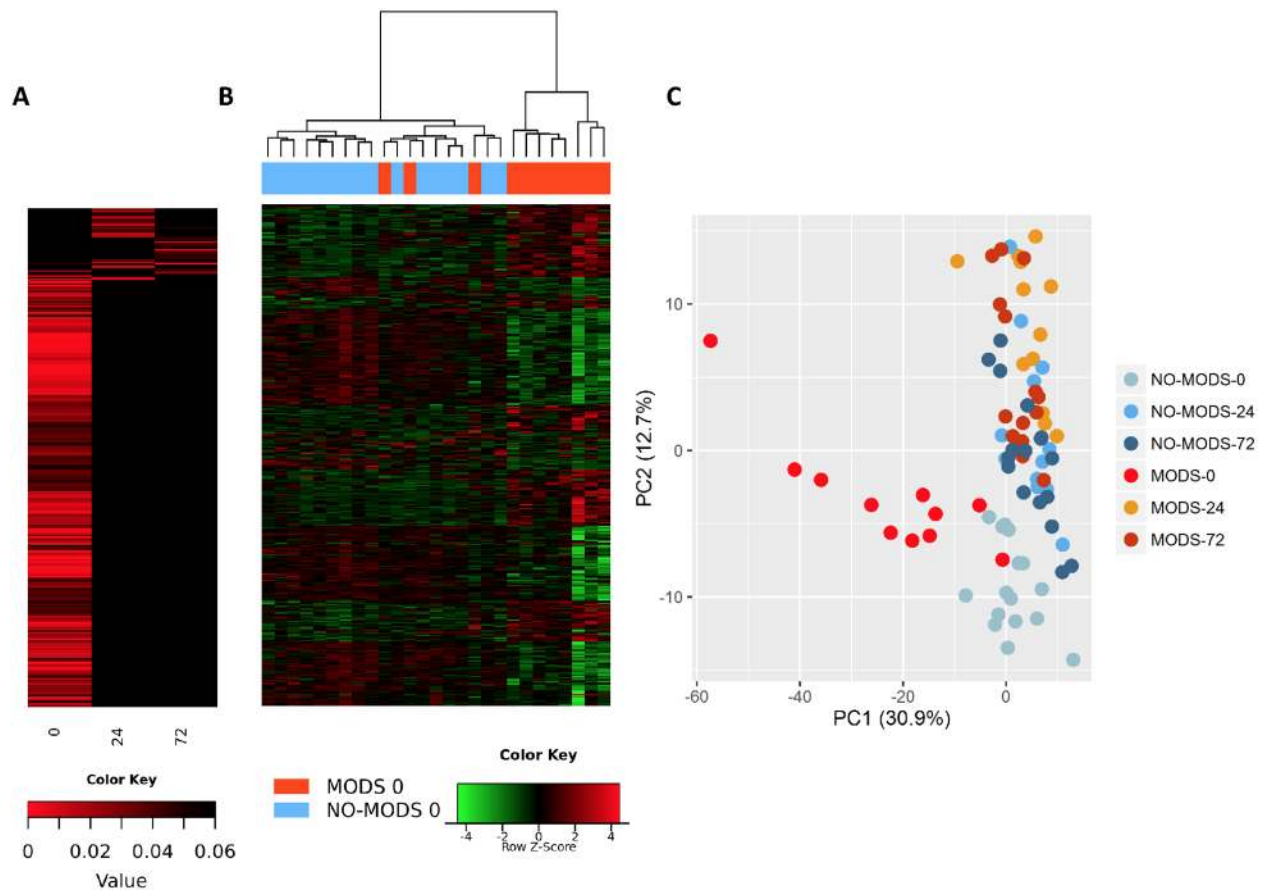 A
B
C
0
24
72
Color Key
0
0.02
0.04
0.06
Value
MODS 0
NO-MODS 0
Color Key
-4
-2
0
2
4
Row Z-Score
10
0
-10
PC2 (12.7%)
-60
-40
-20
0
PC1 (30.9%)
NO-MODS-0
NO-MODS-24
NO-MODS-72
MODS-0
MODS-24
MODS-72